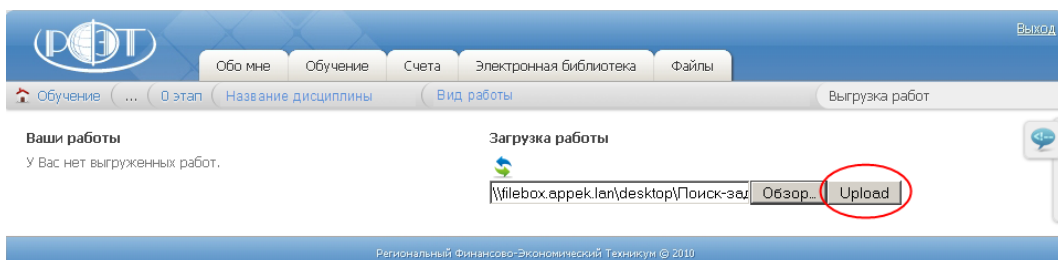 РФЭТ
Выход
Обо мне Обучение Счета Электронная библиотека Файлы
Обучение ... 0 этап Название дисциплины Вид работы Выгрузка работ
Ваши работы Загрузка работы
У Вас нет выгруженных работ.
\\filebox.appek.lan\desktop\Поиск-зад Обзор... Upload
Региональный Финансово-Экономический Техникум © 2010